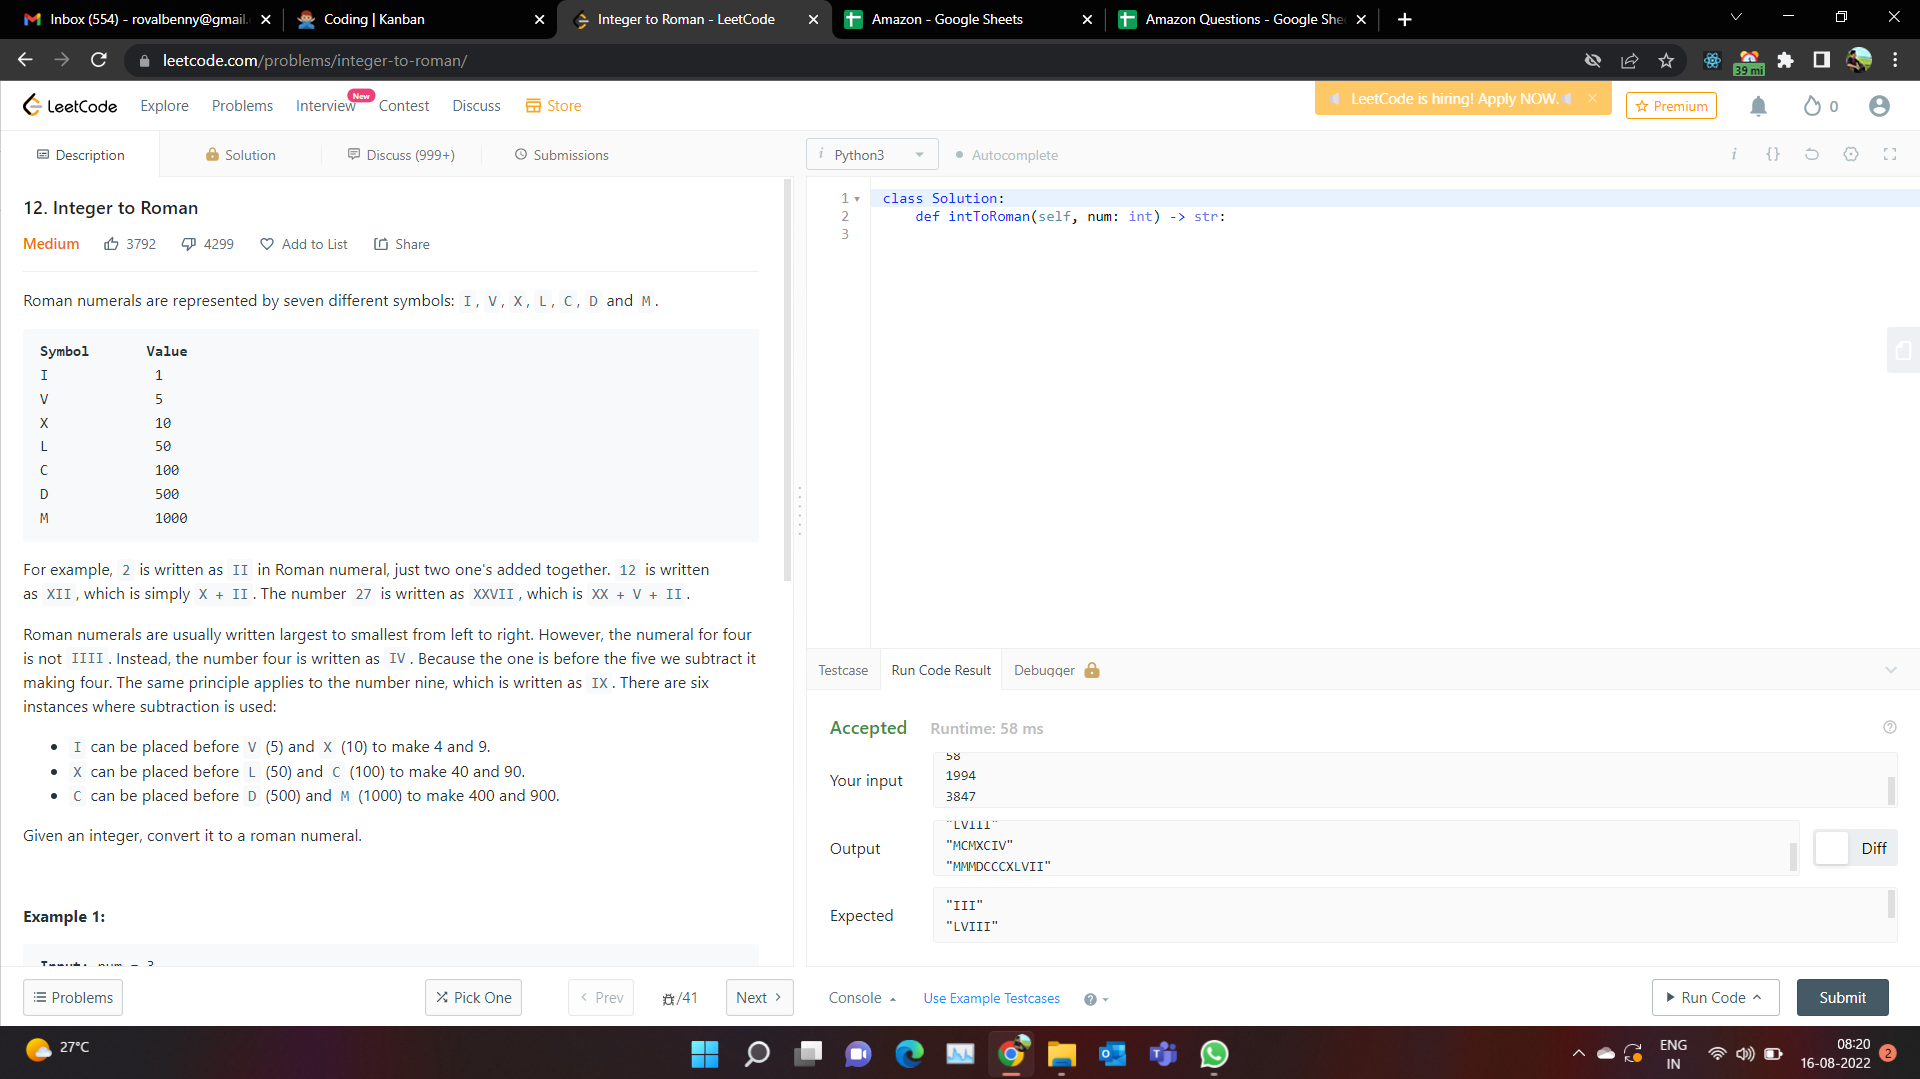 Inbox (554) - rovalbenny@gmail.
Coding | Kanban
Integer to Roman - LeetCode
Amazon - Google Sheets
Amazon Questions - Google She
leetcode.com/problems/integer-to-roman/
39 mi
LeetCode
Explore
Problems
Interview
New
Contest
Discuss
Store
LeetCode is hiring! Apply NOW.
Premium
0
Description
Solution
Discuss (999+)
Submissions
i Python3
Autocomplete
i {}
12. Integer to Roman
Medium
3792
4299
Add to List
Share
Roman numerals are represented by seven different symbols: I, V, X, L, C, D and M.
Symbol Value
I 1
V 5
X 10
L 50
C 100
D 500
M 1000
For example, 2 is written as II in Roman numeral, just two one's added together. 12 is written
as XII, which is simply X + II. The number 27 is written as XXVII, which is XX + V + II.
Roman numerals are usually written largest to smallest from left to right. However, the numeral for four
is not IIII. Instead, the number four is written as IV. Because the one is before the five we subtract it
making four. The same principle applies to the number nine, which is written as IX. There are six
instances where subtraction is used:
• I can be placed before V (5) and X (10) to make 4 and 9.
• X can be placed before L (50) and C (100) to make 40 and 90.
• C can be placed before D (500) and M (1000) to make 400 and 900.
Given an integer, convert it to a roman numeral.
Example 1:
Input: num = 3
Problems
Pick One
Prev
/41
Next
1 class Solution:
2 def intToRoman(self, num: int) -> str:
3
Testcase
Run Code Result
Debugger
Accepted
Runtime: 58 ms
Your input
58
1994
3847
Output
"LVIII"
"MCMXCIV"
"MMMDCCCXLVII"
Diff
Expected
"III"
"LVIII"
Console
Use Example Testcases
Run Code
Submit
27°C
ENG
IN
08:20
16-08-2022
2